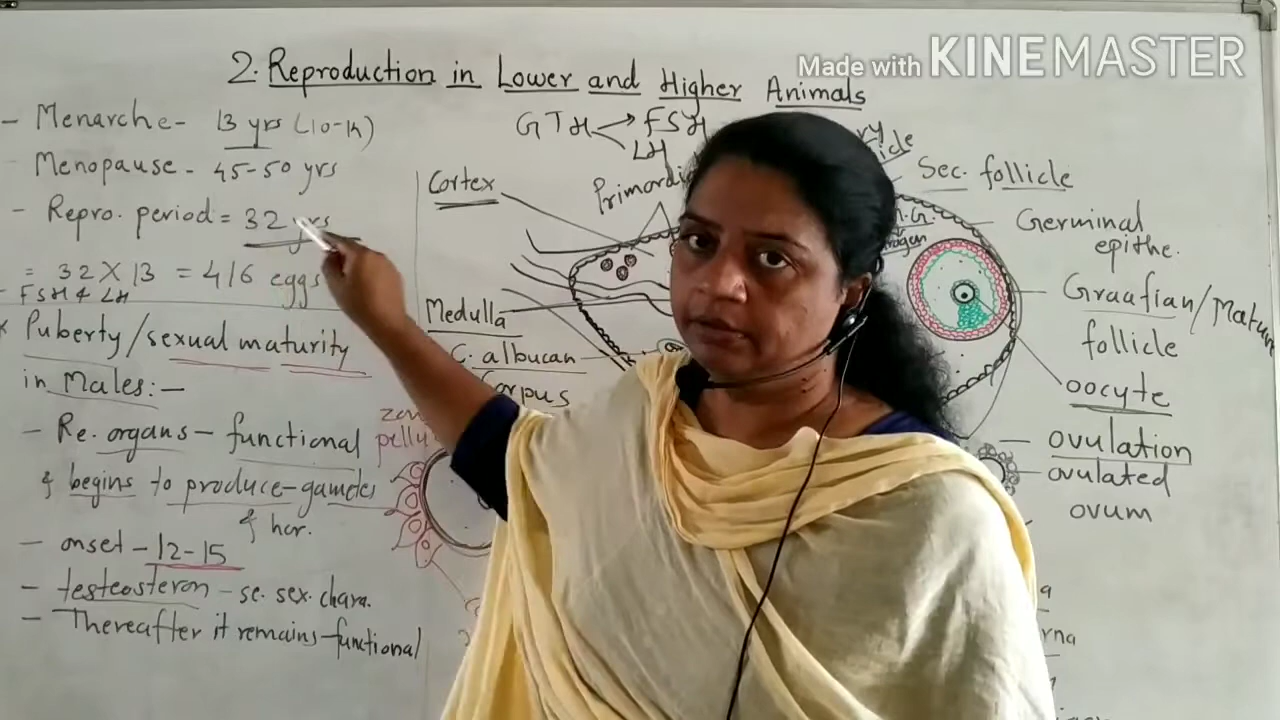 2. Reproduction in Lower and Higher Animals
Made with KINEMASTER
- Menarche - 13 yrs (10-14)
- Menopause - 45-50 yrs
- Repro. period = 32 yrs
= 32 X 13 = 416 eggs
- FSH & LH
* Puberty/sexual maturity
in Males:-
- Re. organs - functional
& begins to produce-gametes
& hor.
- onset - 12-15
- testeosteron - se. sex. chara.
- Thereafter it remains-functional
GTH → FSH
LH
Cortex
Medulla
C. albucan
Corpus
Sec. follicle
Germinal
epithe.
Graafian/Mature
follicle
oocyte
ovulation
ovulated
ovum